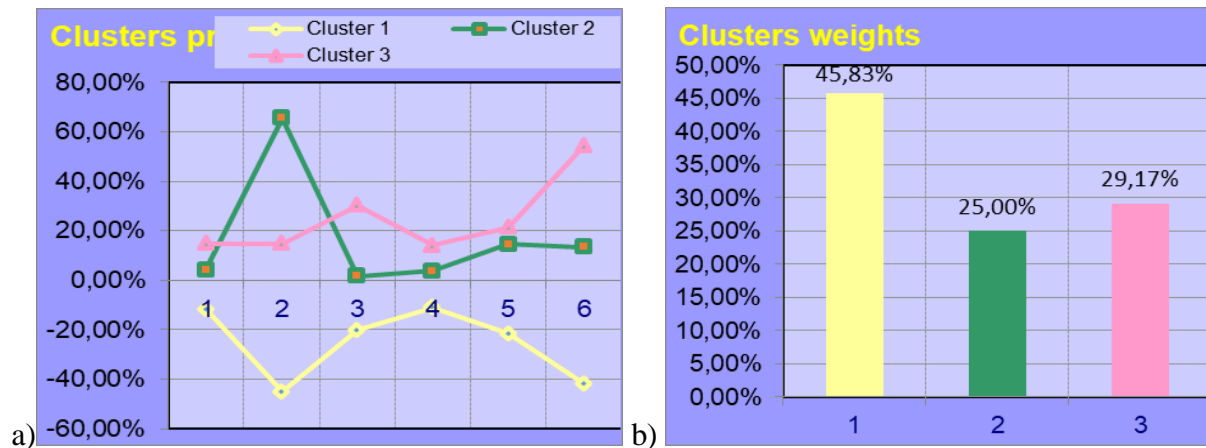 Clusters pr
Cluster 1 Cluster 2
Cluster 3
80,00%
60,00%
40,00%
20,00%
0,00%
-20,00%
-40,00%
-60,00%
1 2 3 4 5 6
a)
Clusters weights
50,00%
45,00%
40,00%
35,00%
30,00%
25,00%
20,00%
15,00%
10,00%
5,00%
0,00%
45,83%
25,00%
29,17%
1 2 3
b)